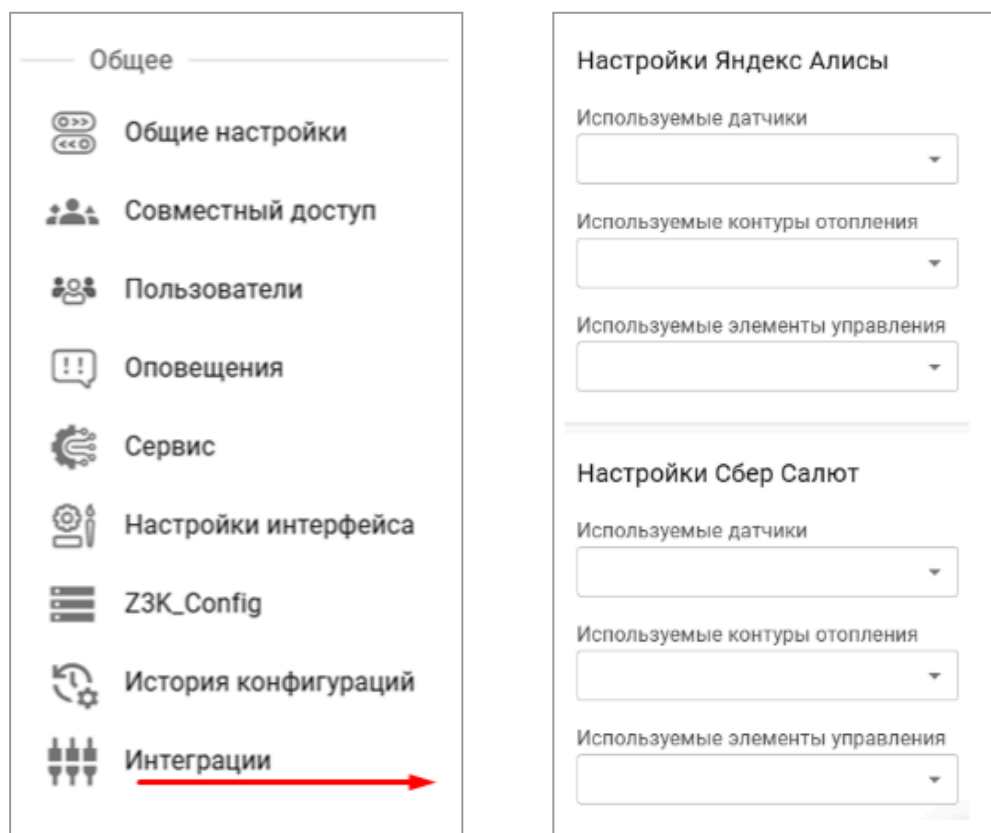 Общее
Общие настройки
Совместный доступ
Пользователи
Оповещения
Сервис
Настройки интерфейса
Z3K_Config
История конфигураций
Интеграции
Настройки Яндекс Алисы
Используемые датчики
Используемые контуры отопления
Используемые элементы управления
Настройки Сбер Салют
Используемые датчики
Используемые контуры отопления
Используемые элементы управления